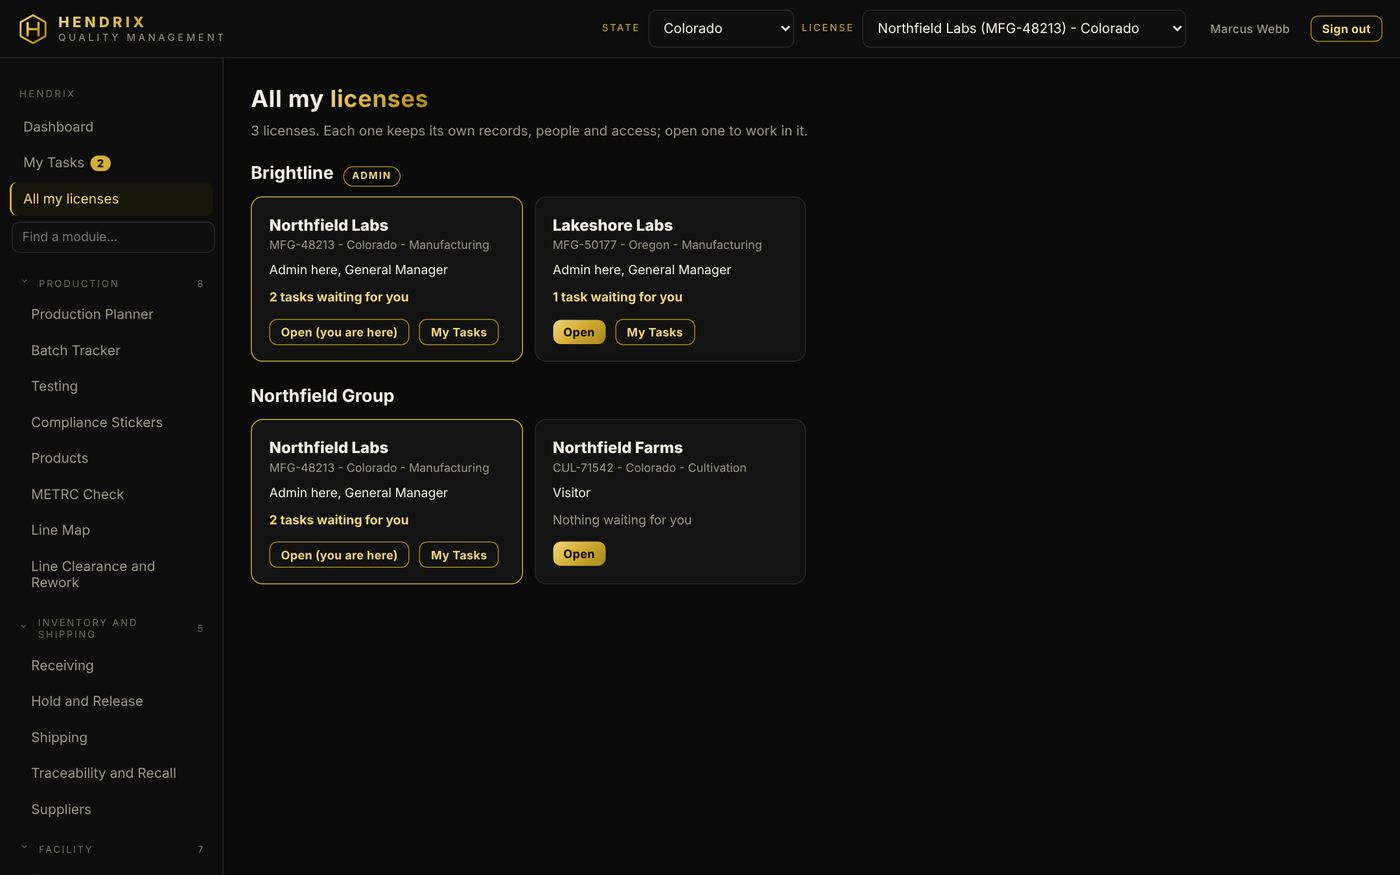 HENDRIX
QUALITY MANAGEMENT
STATE
Colorado
LICENSE
Northfield Labs (MFG-48213) - Colorado
Marcus Webb
Sign out
HENDRIX
Dashboard
My Tasks 2
All my licenses
Find a module...
PRODUCTION 8
Production Planner
Batch Tracker
Testing
Compliance Stickers
Products
METRC Check
Line Map
Line Clearance and
Rework
INVENTORY AND
SHIPPING 5
Receiving
Hold and Release
Shipping
Traceability and Recall
Suppliers
FACILITY 7
All my licenses
3 licenses. Each one keeps its own records, people and access; open one to work in it.
Brightline ADMIN
Northfield Labs
MFG-48213 - Colorado - Manufacturing
Admin here, General Manager
2 tasks waiting for you
Open (you are here) My Tasks
Lakeshore Labs
MFG-50177 - Oregon - Manufacturing
Admin here, General Manager
1 task waiting for you
Open My Tasks
Northfield Group
Northfield Labs
MFG-48213 - Colorado - Manufacturing
Admin here, General Manager
2 tasks waiting for you
Open (you are here) My Tasks
Northfield Farms
CUL-71542 - Colorado - Cultivation
Visitor
Nothing waiting for you
Open